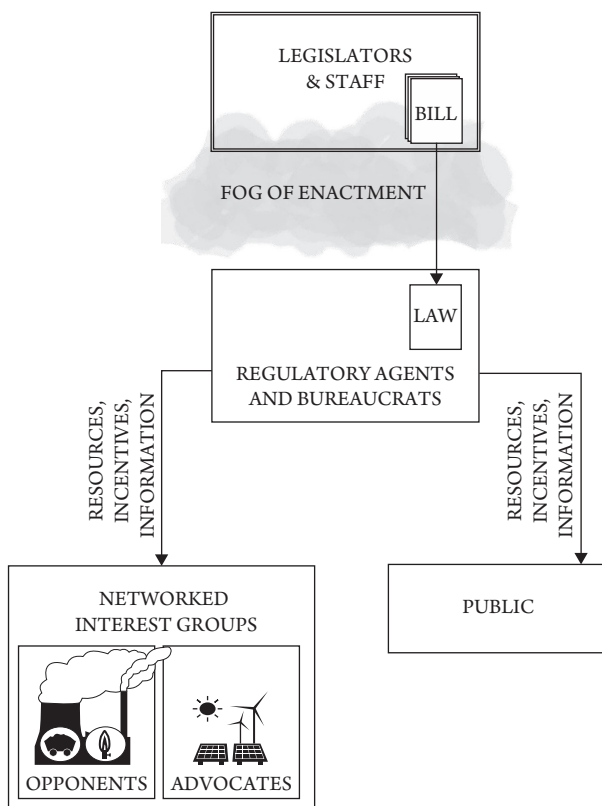 LEGISLATORS
& STAFF
BILL
FOG OF ENACTMENT
LAW
REGULATORY AGENTS
AND BUREAUCRATS
RESOURCES,
INCENTIVES,
INFORMATION
RESOURCES,
INCENTIVES,
INFORMATION
NETWORKED
INTEREST GROUPS
OPPONENTS
ADVOCATES
PUBLIC